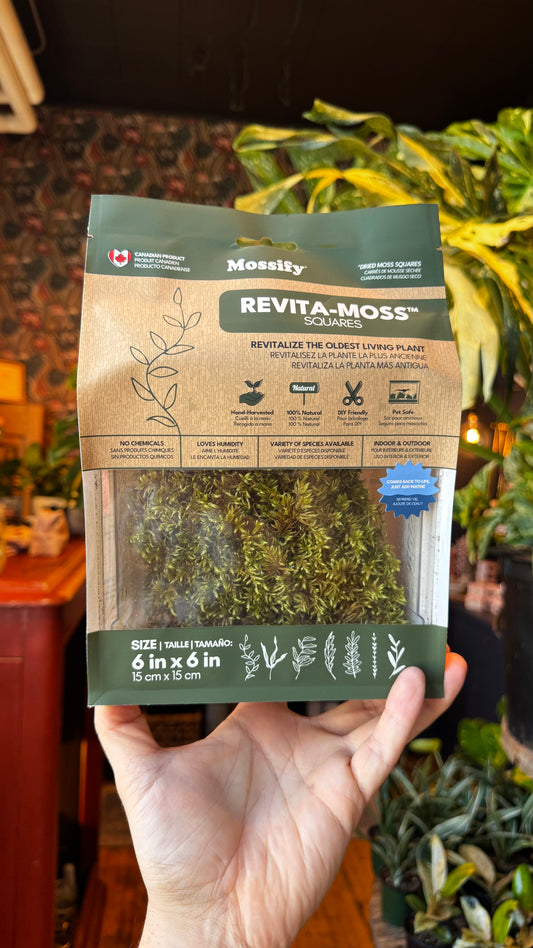 CANADIAN PRODUCT
PRODUIT CANADIEN
PRODUCTO CANADIENSE
Mossify™
*DRIED MOSS SQUARES
CARRÉS DE MOUSSE SÉCHÉE
CUADRADOS DE MUSGO SECO
REVITA-MOSS™
SQUARES
REVITALIZE THE OLDEST LIVING PLANT
REVITALISEZ LA PLANTE LA PLUS ANCIENNE
REVITALIZA LA PLANTA MÁS ANTIGUA
Natural
Hand-Harvested
Cueilli à la main
Recogido a mano
100% Natural
100 % Naturel
100 % Natural
DIY Friendly
Pour bricolage
Para DIY
Pet Safe
Sûr pour animaux
Seguro para mascotas
NO CHEMICALS
SANS PRODUITS CHIMIQUES
SIN PRODUCTOS QUÍMICOS
LOVES HUMIDITY
AIME L'HUMIDITÉ
LE ENCANTA LA HUMEDAD
VARIETY OF SPECIES AVAILABLE
VARIÉTÉ D'ESPÈCES DISPONIBLE
VARIEDAD DE ESPECIES DISPONIBLE
INDOOR & OUTDOOR
POUR INTÉRIEUR & EXTÉRIEUR
USO INTERIOR & EXTERIOR
COMES BACK TO LIFE,
JUST ADD WATER!
SIZE | TAILLE | TAMAÑO:
6 in x 6 in
15 cm x 15 cm